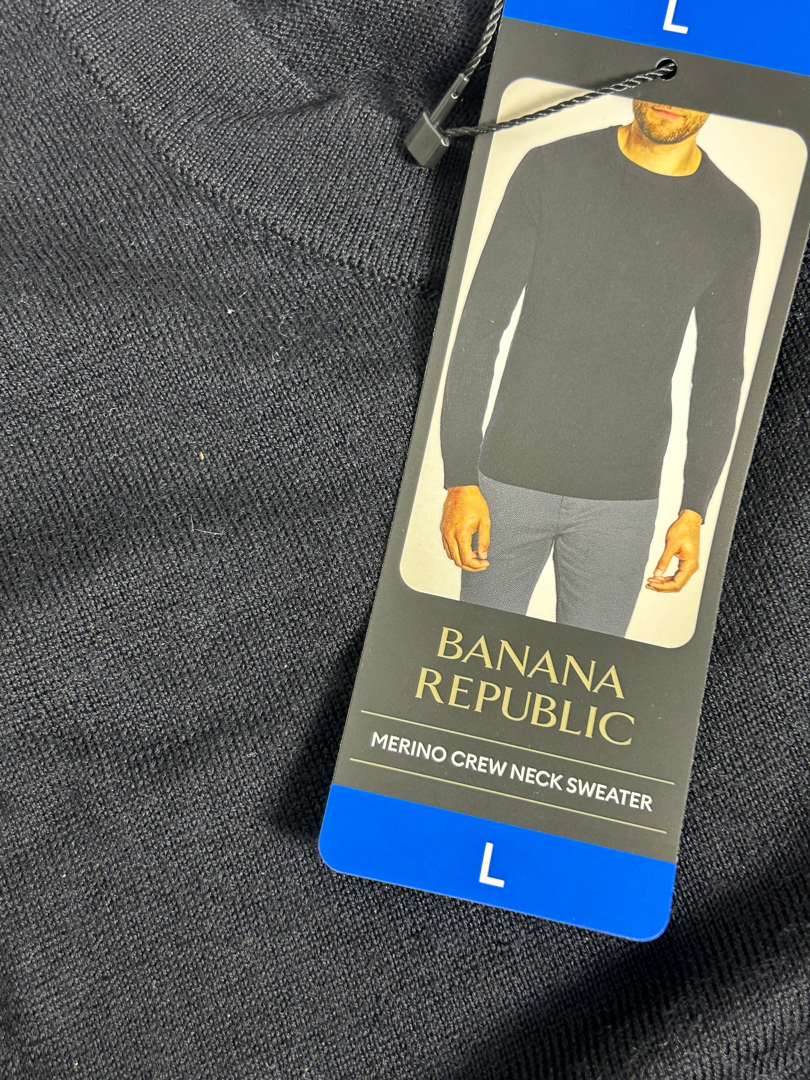 L
BANANA
REPUBLIC
MERINO CREW NECK SWEATER
L